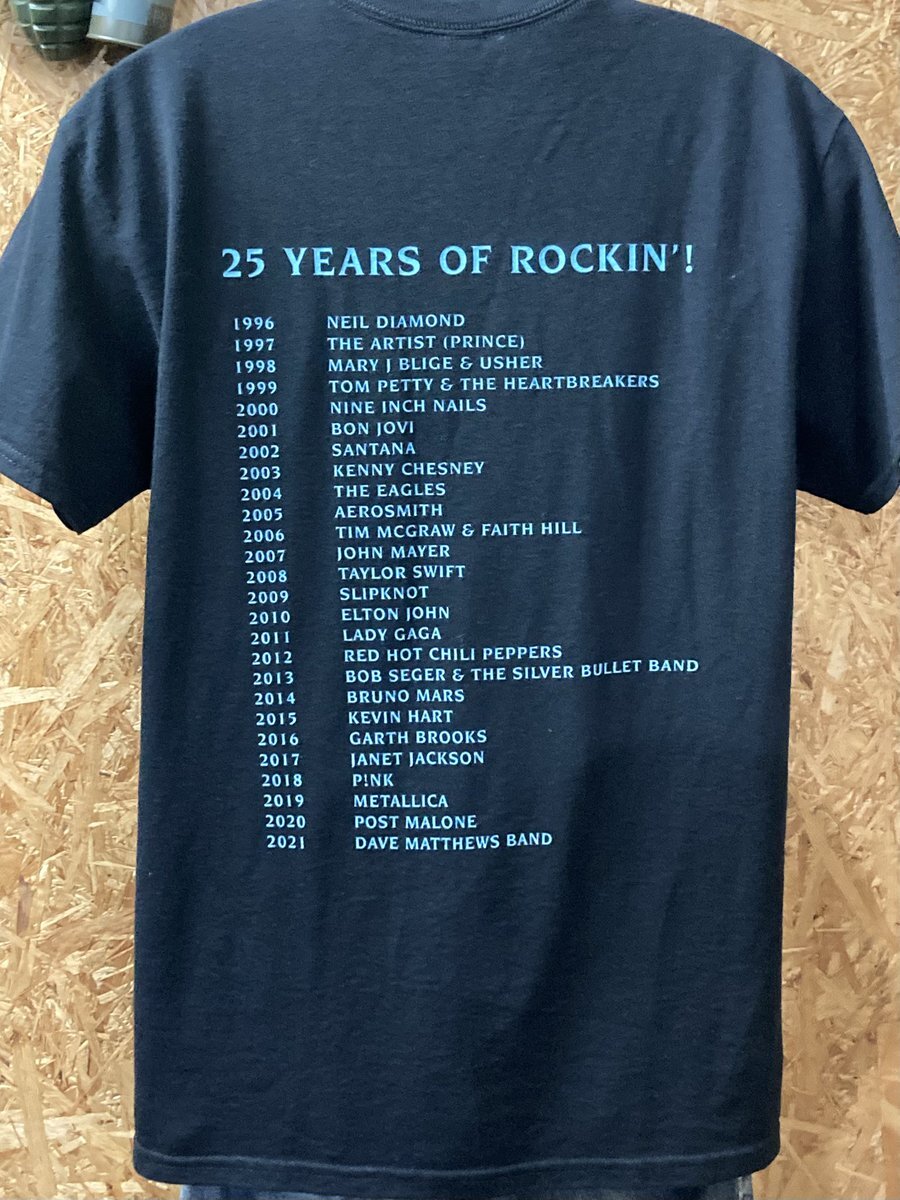 25 YEARS OF ROCKIN'!
1996 NEIL DIAMOND
1997 THE ARTIST (PRINCE)
1998 MARY J BLIGE & USHER
1999 TOM PETTY & THE HEARTBREAKERS
2000 NINE INCH NAILS
2001 BON JOVI
2002 SANTANA
2003 KENNY CHESNEY
2004 THE EAGLES
2005 AEROSMITH
2006 TIM MCGRAW & FAITH HILL
2007 JOHN MAYER
2008 TAYLOR SWIFT
2009 SLIPKNOT
2010 ELTON JOHN
2011 LADY GAGA
2012 RED HOT CHILI PEPPERS
2013 BOB SEGER & THE SILVER BULLET BAND
2014 BRUNO MARS
2015 KEVIN HART
2016 GARTH BROOKS
2017 JANET JACKSON
2018 P!NK
2019 METALLICA
2020 POST MALONE
2021 DAVE MATTHEWS BAND